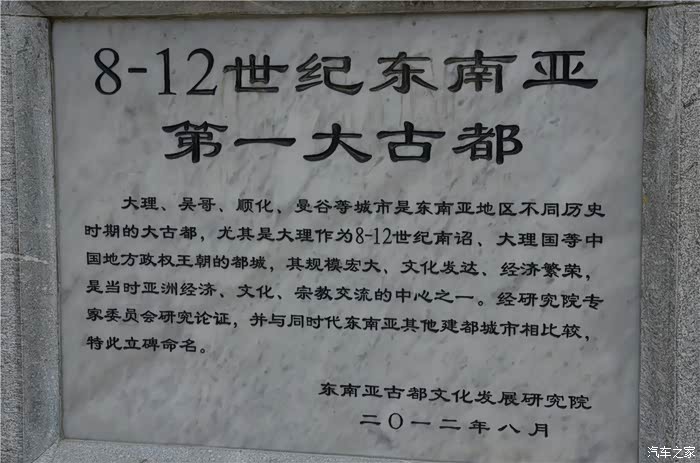 8-12世纪东南亚
第一大古都
大理、吴哥、顺化、曼谷等城市是东南亚地区不同历史
时期的大古都，尤其是大理作为8-12世纪南诏、大理国等中
国地方政权王朝的都城，其规模宏大、文化发达、经济繁荣，
是当时亚洲经济、文化、宗教交流的中心之一。经研究院专
家委员会研究论证，并与同时代东南亚其他建都城市相比较，
特此立碑命名。
东南亚古都文化发展研究院
二〇一二年八月
汽车之家